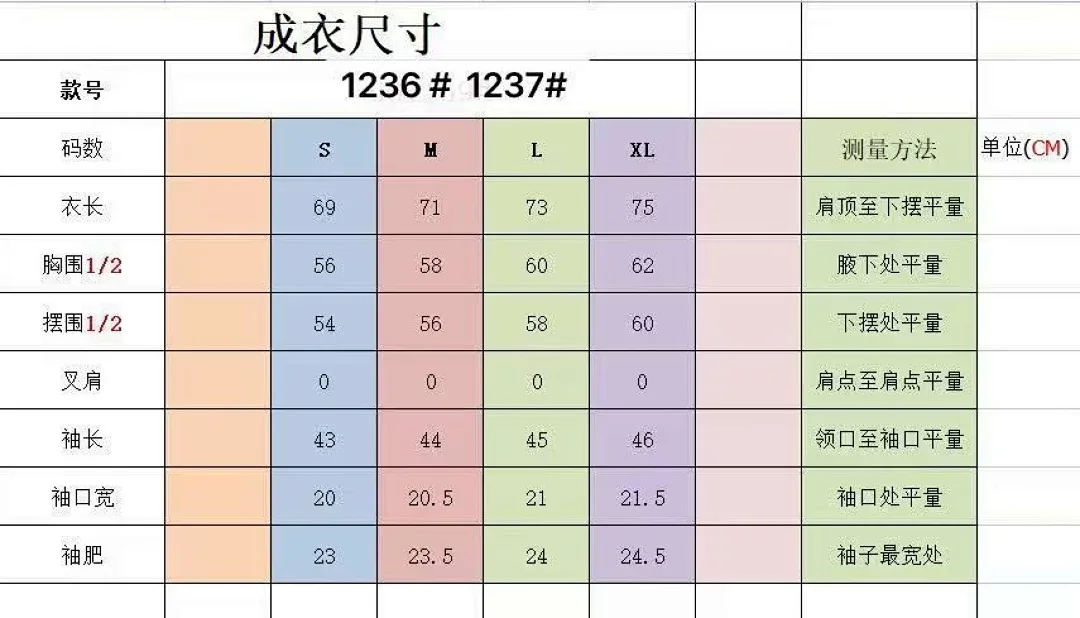 成衣尺寸
款号 1236 # 1237#
码数 S M L XL 测量方法 单位(CM)
衣长 69 71 73 75 肩顶至下摆平量
胸围1/2 56 58 60 62 腋下处平量
摆围1/2 54 56 58 60 下摆处平量
叉肩 0 0 0 0 肩点至肩点平量
袖长 43 44 45 46 领口至袖口平量
袖口宽 20 20.5 21 21.5 袖口处平量
袖肥 23 23.5 24 24.5 袖子最宽处